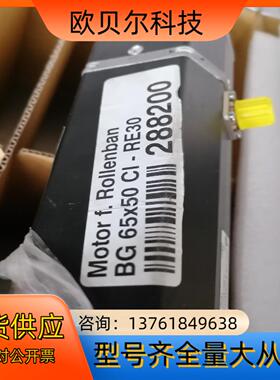 欧贝尔科技
Motor f. Rollenban
BG 65x50 CI - RE30
288200
货供应
对公开票
咨询：13761849638
型号齐全量大从